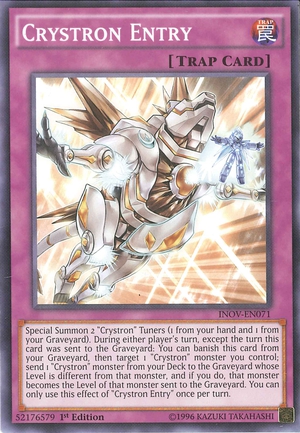 Crystron Entry
TRAP
罠
[Trap Card]
INOV-EN071
Special Summon 2 "Crystron" Tuners (1 from your hand and 1 from
your Graveyard). During either player's turn, except the turn this
card was sent to the Graveyard: You can banish this card from
your Graveyard, then target 1 "Crystron" monster you control;
send 1 "Crystron" monster from your Deck to the Graveyard whose
Level is different from that monster, and if you do, that monster
becomes the Level of that monster sent to the Graveyard. You can
only use this effect of "Crystron Entry" once per turn.
52176579 1st Edition
©1996 KAZUKI TAKAHASHI